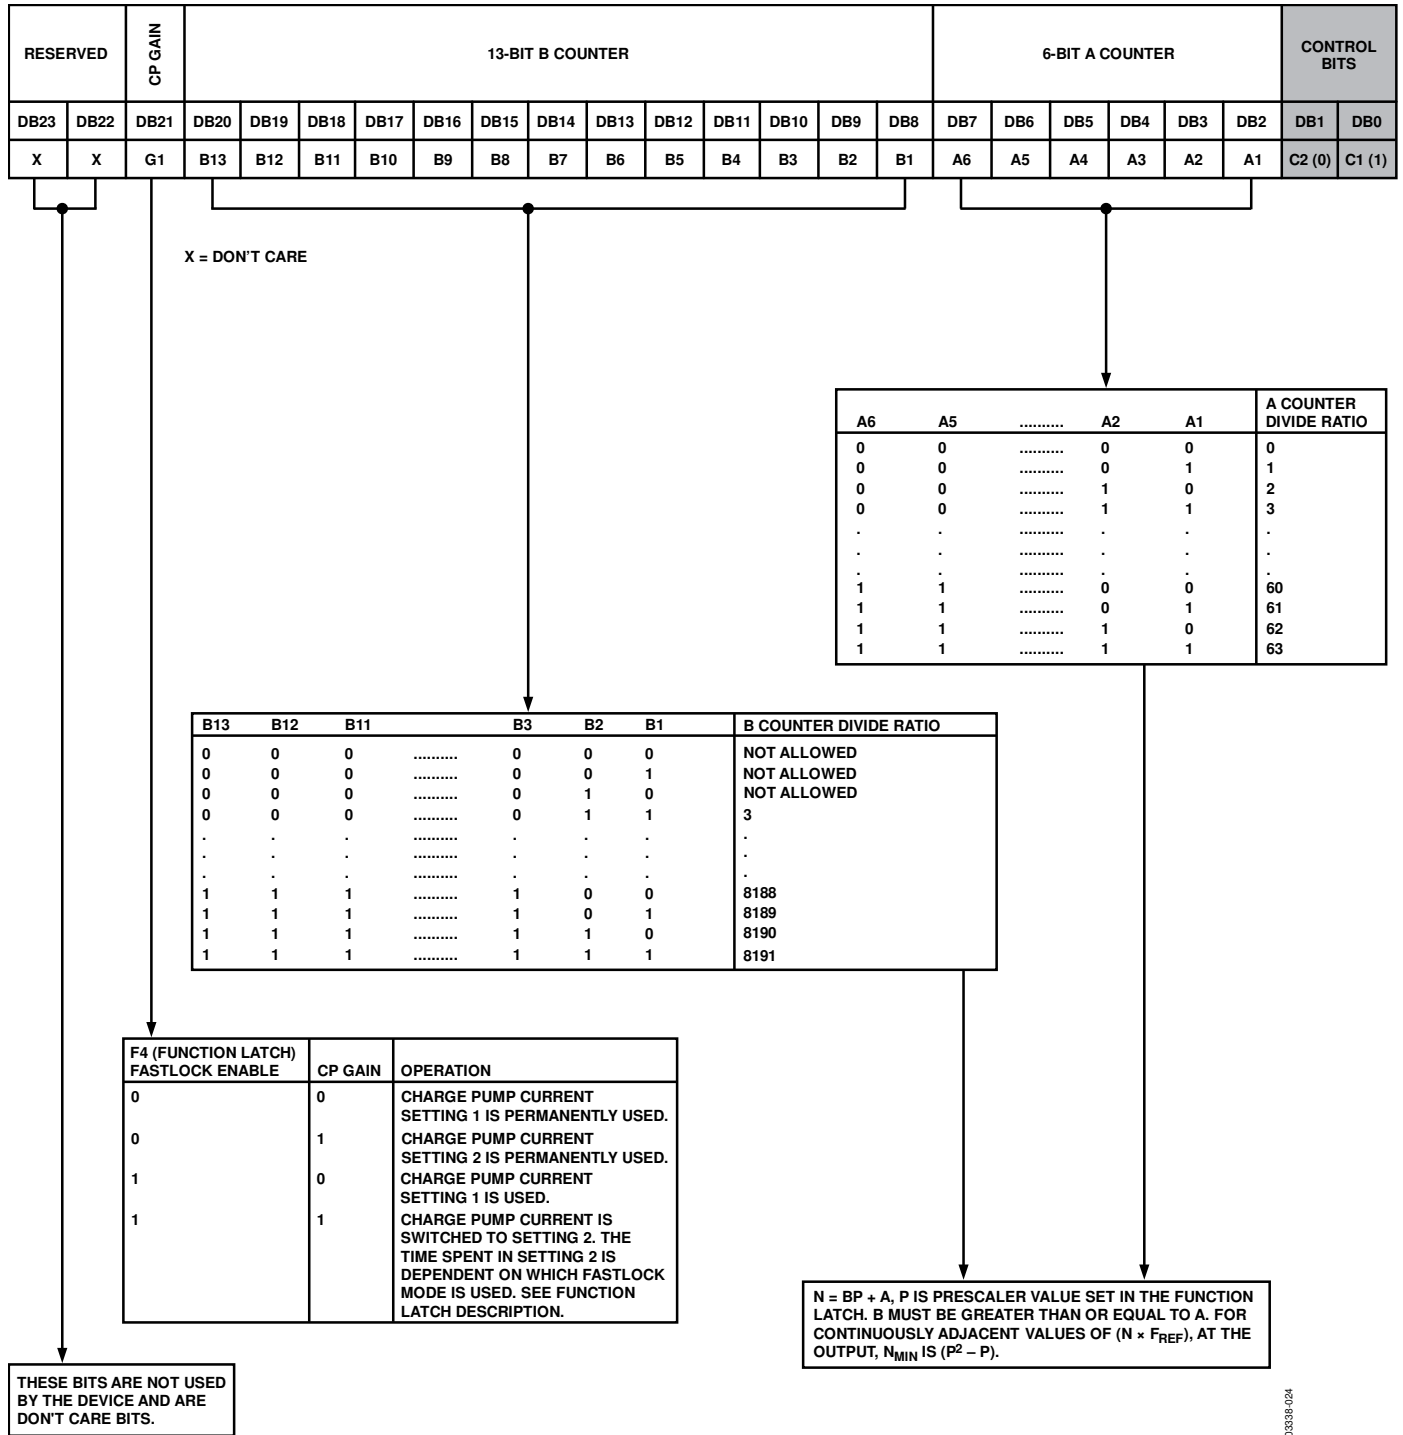 RESERVED CP GAIN 13-BIT B COUNTER 6-BIT A COUNTER CONTROL BITS
DB23 DB22 DB21 DB20 DB19 DB18 DB17 DB16 DB15 DB14 DB13 DB12 DB11 DB10 DB9 DB8 DB7 DB6 DB5 DB4 DB3 DB2 DB1 DB0
X X G1 B13 B12 B11 B10 B9 B8 B7 B6 B5 B4 B3 B2 B1 A6 A5 A4 A3 A2 A1 C2 (0) C1 (1)
X = DON'T CARE
A6 A5 .......... A2 A1 A COUNTER DIVIDE RATIO
0 0 .......... 0 0 0
0 0 .......... 0 1 1
0 0 .......... 1 0 2
0 0 .......... 1 1 3
. . .......... . . .
. . .......... . . .
. . .......... . . .
1 1 .......... 0 0 60
1 1 .......... 0 1 61
1 1 .......... 1 0 62
1 1 .......... 1 1 63
B13 B12 B11 B3 B2 B1 B COUNTER DIVIDE RATIO
0 0 0 .......... 0 0 0 NOT ALLOWED
0 0 0 .......... 0 0 1 NOT ALLOWED
0 0 0 .......... 0 1 0 NOT ALLOWED
0 0 0 .......... 0 1 1 3
. . . .......... . . . .
. . . .......... . . . .
. . . .......... . . . .
1 1 1 .......... 1 0 0 8188
1 1 1 .......... 1 0 1 8189
1 1 1 .......... 1 1 0 8190
1 1 1 .......... 1 1 1 8191
F4 (FUNCTION LATCH)
FASTLOCK ENABLE CP GAIN OPERATION
0 0 CHARGE PUMP CURRENT
SETTING 1 IS PERMANENTLY USED.
0 1 CHARGE PUMP CURRENT
SETTING 2 IS PERMANENTLY USED.
1 0 CHARGE PUMP CURRENT
SETTING 1 IS USED.
1 1 CHARGE PUMP CURRENT IS
SWITCHED TO SETTING 2. THE
TIME SPENT IN SETTING 2 IS
DEPENDENT ON WHICH FASTLOCK
MODE IS USED. SEE FUNCTION
LATCH DESCRIPTION.
N = BP + A, P IS PRESCALER VALUE SET IN THE FUNCTION
LATCH. B MUST BE GREATER THAN OR EQUAL TO A. FOR
CONTINUOUSLY ADJACENT VALUES OF (N × FREF), AT THE
OUTPUT, NMIN IS (P² – P).
THESE BITS ARE NOT USED
BY THE DEVICE AND ARE
DON'T CARE BITS.
03338-024